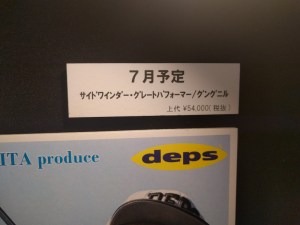 7月予定
サイドワインダー・グレートパフォーマー/グングニル
上代 ¥54,000(税抜)
ITA produce
deps